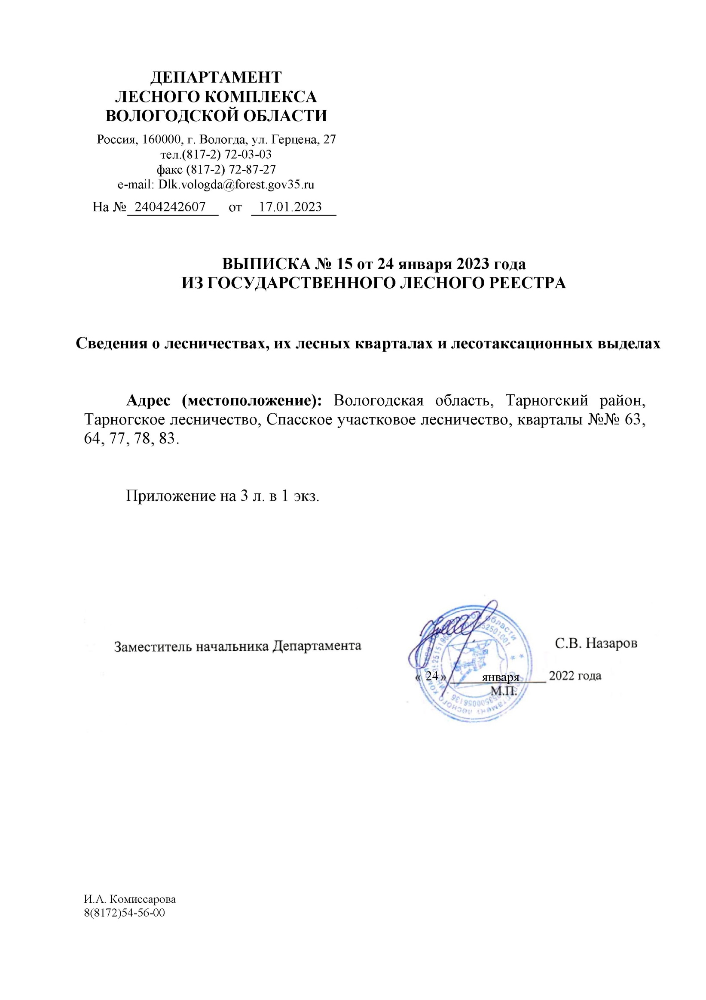 ДЕПАРТАМЕНТ
ЛЕСНОГО КОМПЛЕКСА
ВОЛОГОДСКОЙ ОБЛАСТИ
Россия, 160000, г. Вологда, ул. Герцена, 27
тел.(817-2) 72-03-03
факс (817-2) 72-87-27
e-mail: Dlk.vologda@forest.gov35.ru
На № 2404242607 от 17.01.2023
ВЫПИСКА № 15 от 24 января 2023 года
ИЗ ГОСУДАРСТВЕННОГО ЛЕСНОГО РЕЕСТРА
Сведения о лесничествах, их лесных кварталах и лесотаксационных выделах
Адрес (местоположение): Вологодская область, Тарногский район,
Тарногское лесничество, Спасское участковое лесничество, кварталы №№ 63,
64, 77, 78, 83.
Приложение на 3 л. в 1 экз.
Заместитель начальника Департамента
С.В. Назаров
« 24 » января 2022 года
М.П.
области
И.А. Комиссарова
8(8172)54-56-00